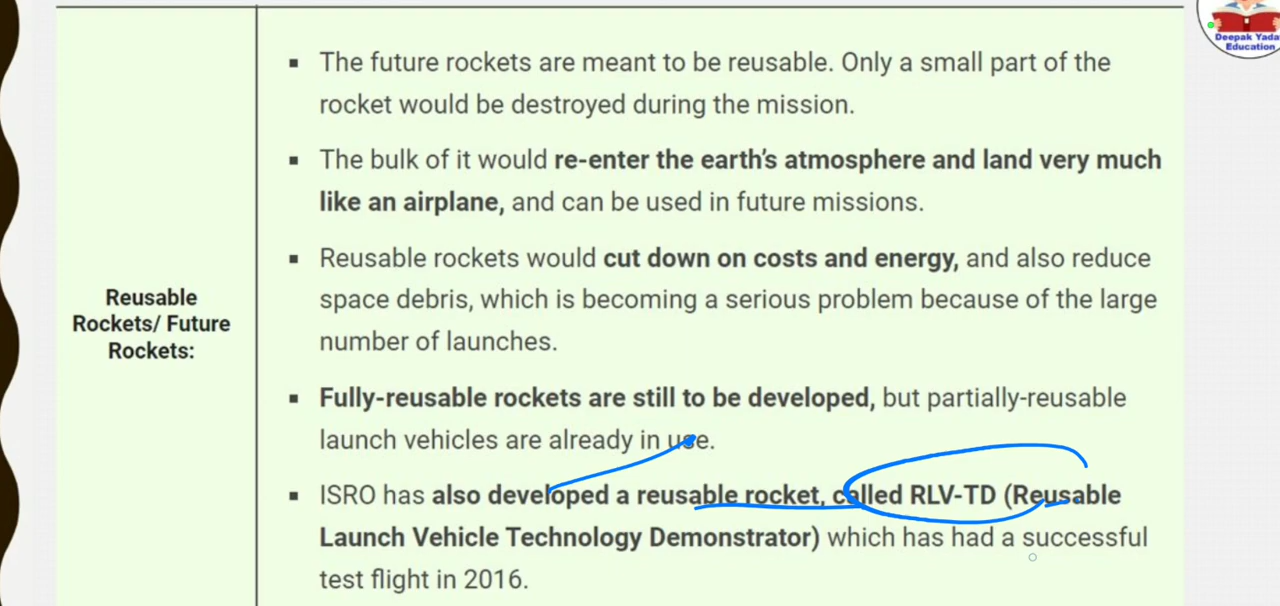 Deepak Yada
Education
The future rockets are meant to be reusable. Only a small part of the
rocket would be destroyed during the mission.
The bulk of it would re-enter the earth's atmosphere and land very much
like an airplane, and can be used in future missions.
Reusable rockets would cut down on costs and energy, and also reduce
space debris, which is becoming a serious problem because of the large
number of launches.
Reusable
Rockets/ Future
Rockets:
Fully-reusable rockets are still to be developed, but partially-reusable
launch vehicles are already in use.
ISRO has also developed a reusable rocket, called RLV-TD (Reusable
Launch Vehicle Technology Demonstrator) which has had a successful
test flight in 2016.